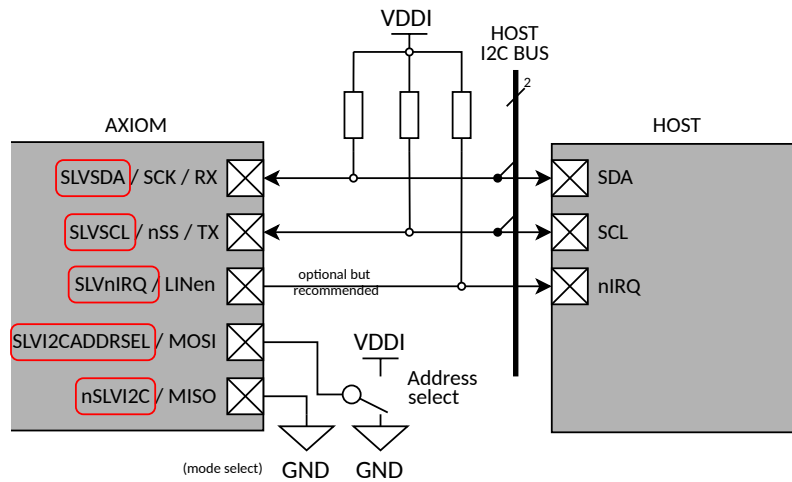 VDDI
HOST
I2C BUS
2
AXIOM
HOST
SLVSDA / SCK / RX
SDA
SLVSCL / nSS / TX
SCL
SLVnIRQ / LINen
optional but
recommended
nIRQ
SLVI2CADDRSEL / MOSI
VDDI
Address
select
nSLVI2C / MISO
(mode select)
GND
GND